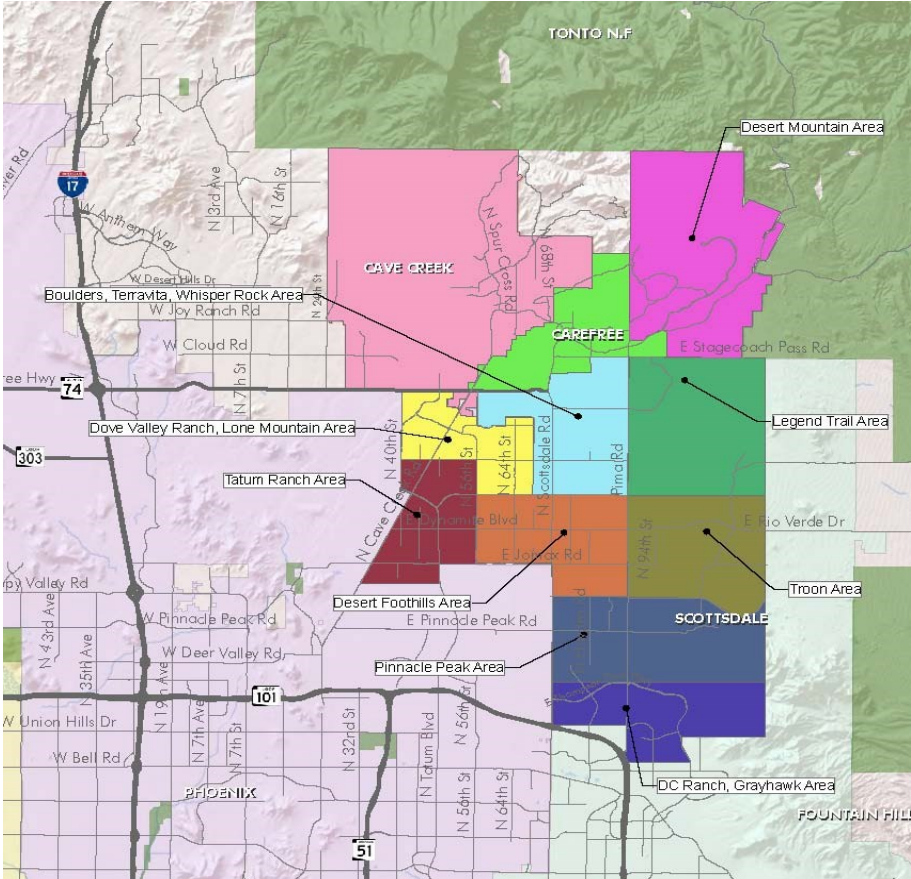 TONTO N.F
Desert Mountain Area
17
N 3rd Ave
N 16th St
W Anthem Way
N Spur Cross Rd
68th St
CAVE CREEK
W Desert Hills Dr
N 24th St
Boulders, Terravita, Whisper Rock Area
W Joy Ranch Rd
CAREFREE
W Cloud Rd
E Stagecoach Pass Rd
N 7th St
74
Legend Trail Area
Dove Valley Ranch, Lone Mountain Area
N 40th St
N 56th St
N 64th St
N Scottsdale Rd
Pima Rd
303
Tatum Ranch Area
N Cave Creek Rd
E Dynamite Blvd
E Rio Verde Dr
E Jomax Rd
N 94th St
Troon Area
Desert Foothills Area
W Pinnacle Peak Rd
E Pinnacle Peak Rd
SCOTTSDALE
N 43rd Ave
N 35th Ave
W Deer Valley Rd
Pinnacle Peak Area
101
N 19th Ave
W Union Hills Dr
N 7th Ave
N 7th St
N 32nd St
N Tatum Blvd
N 56th St
W Bell Rd
DC Ranch, Grayhawk Area
PHOENIX
N 56th St
N 64th St
FOUNTAIN HILL
51